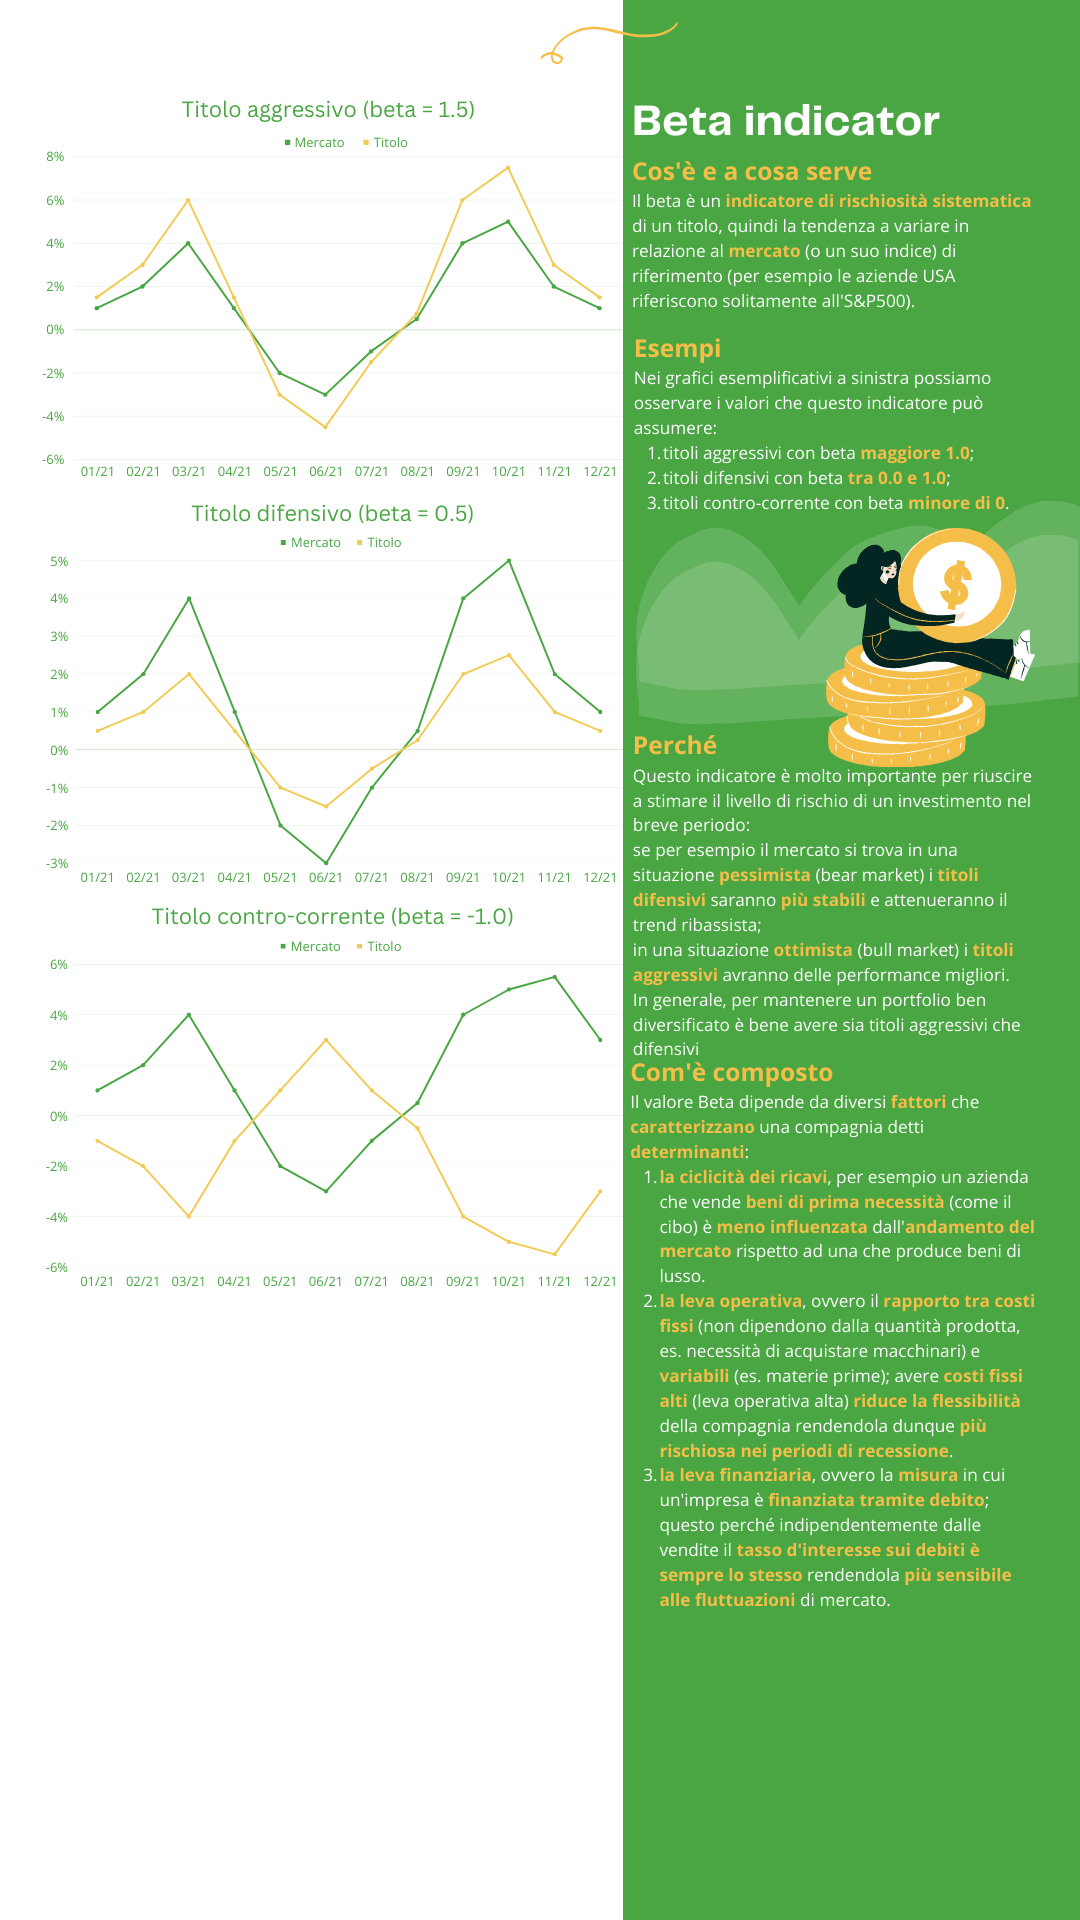 Titolo aggressivo (beta = 1.5)
Mercato Titolo
8%
6%
4%
2%
0%
-2%
-4%
-6%
01/21 02/21 03/21 04/21 05/21 06/21 07/21 08/21 09/21 10/21 11/21 12/21
Titolo difensivo (beta = 0.5)
Mercato Titolo
5%
4%
3%
2%
1%
0%
-1%
-2%
-3%
01/21 02/21 03/21 04/21 05/21 06/21 07/21 08/21 09/21 10/21 11/21 12/21
Titolo contro-corrente (beta = -1.0)
Mercato Titolo
6%
4%
2%
0%
-2%
-4%
-6%
01/21 02/21 03/21 04/21 05/21 06/21 07/21 08/21 09/21 10/21 11/21 12/21
Beta indicator
Cos'è e a cosa serve
Il beta è un indicatore di rischiosità sistematica
di un titolo, quindi la tendenza a variare in
relazione al mercato (o un suo indice) di
riferimento (per esempio le aziende USA
riferiscono solitamente all'S&P500).
Esempi
Nei grafici esemplificativi a sinistra possiamo
osservare i valori che questo indicatore può
assumere:
1. titoli aggressivi con beta maggiore 1.0;
2. titoli difensivi con beta tra 0.0 e 1.0;
3. titoli contro-corrente con beta minore di 0.
$
Perché
Questo indicatore è molto importante per riuscire
a stimare il livello di rischio di un investimento nel
breve periodo:
se per esempio il mercato si trova in una
situazione pessimista (bear market) i titoli
difensivi saranno più stabili e attenueranno il
trend ribassista;
in una situazione ottimista (bull market) i titoli
aggressivi avranno delle performance migliori.
In generale, per mantenere un portfolio ben
diversificato è bene avere sia titoli aggressivi che
difensivi
Com'è composto
Il valore Beta dipende da diversi fattori che
caratterizzano una compagnia detti
determinanti:
1. la ciclicità dei ricavi, per esempio un azienda
che vende beni di prima necessità (come il
cibo) è meno influenzata dall'andamento del
mercato rispetto ad una che produce beni di
lusso.
2. la leva operativa, ovvero il rapporto tra costi
fissi (non dipendono dalla quantità prodotta,
es. necessità di acquistare macchinari) e
variabili (es. materie prime); avere costi fissi
alti (leva operativa alta) riduce la flessibilità
della compagnia rendendola dunque più
rischiosa nei periodi di recessione.
3. la leva finanziaria, ovvero la misura in cui
un'impresa è finanziata tramite debito;
questo perché indipendentemente dalle
vendite il tasso d'interesse sui debiti è
sempre lo stesso rendendola più sensibile
alle fluttuazioni di mercato.